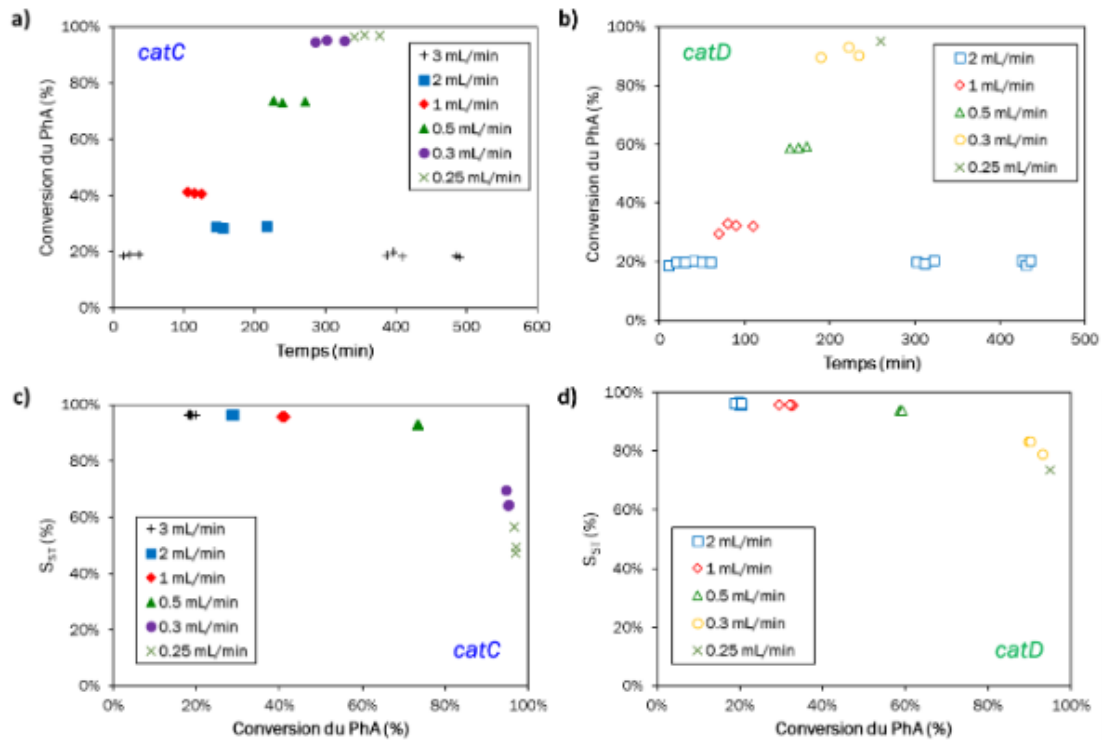 a)
catC
100%
80%
60%
40%
20%
0%
Conversion du PhA (%)
0 100 200 300 400 500 600
Temps (min)
3 mL/min
2 mL/min
1 mL/min
0.5 mL/min
0.3 mL/min
0.25 mL/min
b)
catD
100%
80%
60%
40%
20%
0%
Conversion du PhA (%)
0 100 200 300 400 500
Temps (min)
2 mL/min
1 mL/min
0.5 mL/min
0.3 mL/min
0.25 mL/min
c)
100%
80%
60%
40%
20%
0%
S_ST (%)
0% 20% 40% 60% 80% 100%
Conversion du PhA (%)
3 mL/min
2 mL/min
1 mL/min
0.5 mL/min
0.3 mL/min
0.25 mL/min
catC
d)
100%
80%
60%
40%
20%
0%
S_ST (%)
0% 20% 40% 60% 80% 100%
Conversion du PhA (%)
2 mL/min
1 mL/min
0.5 mL/min
0.3 mL/min
0.25 mL/min
catD